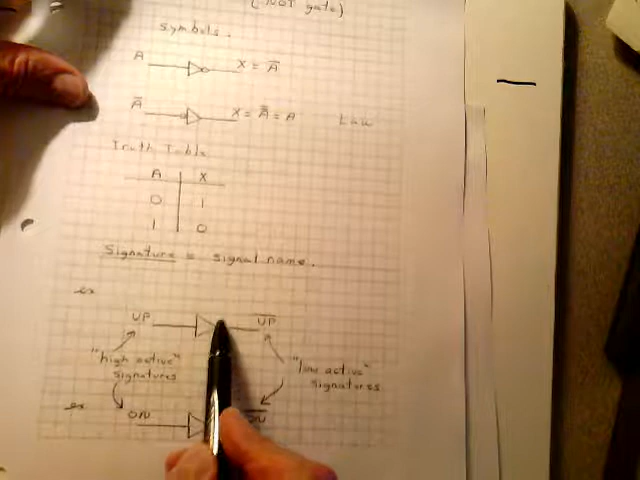 (NOT gate)
Symbols.
A X = A̅
A̅ X = A̿ = A Law
Truth Table
A X
0 1
1 0
Signature = signal name.
ex
UP U̅P̅
"high active" signatures
"low active" signatures
ex
ON O̅N̅